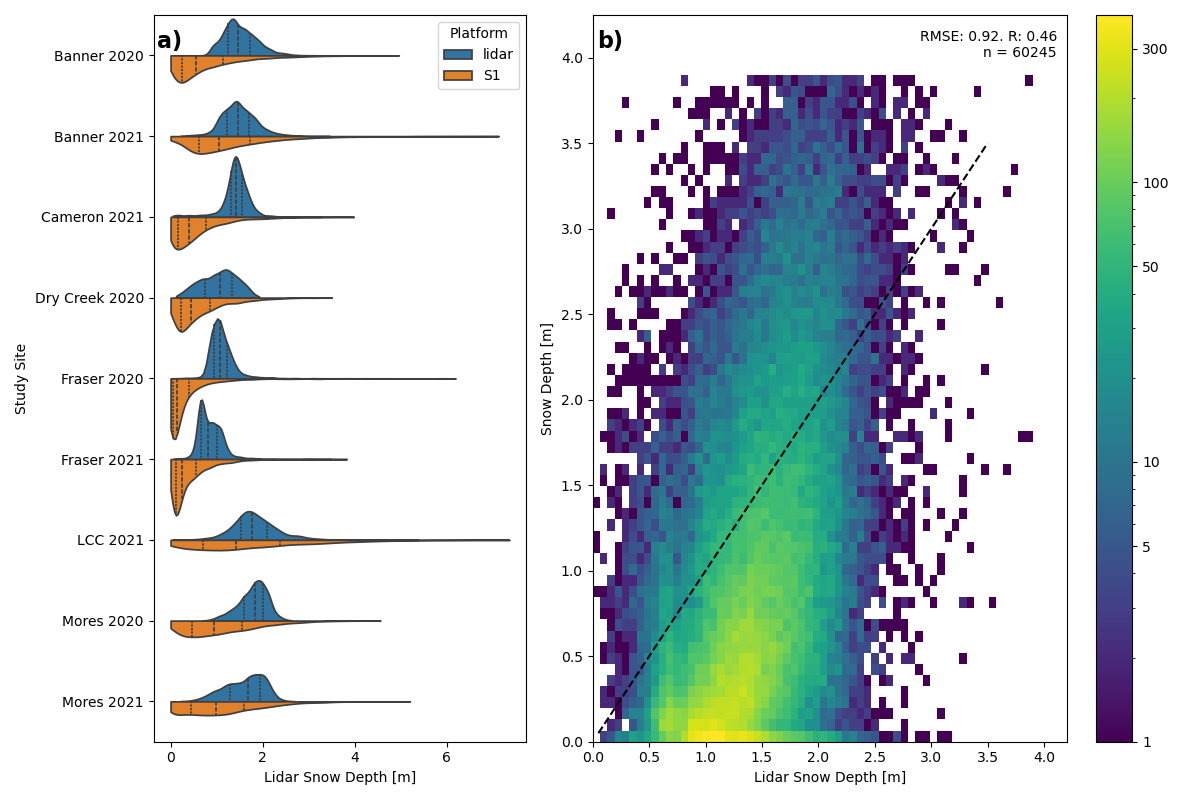 a)
Platform
lidar
S1
Banner 2020
Banner 2021
Cameron 2021
Dry Creek 2020
Fraser 2020
Fraser 2021
LCC 2021
Mores 2020
Mores 2021
Study Site
0 2 4 6
Lidar Snow Depth [m]
b)
RMSE: 0.92. R: 0.46
n = 60245
4.0
3.5
3.0
2.5
2.0
1.5
1.0
0.5
0.0
Snow Depth [m]
0.0 0.5 1.0 1.5 2.0 2.5 3.0 3.5 4.0
Lidar Snow Depth [m]
300
100
50
10
5
1